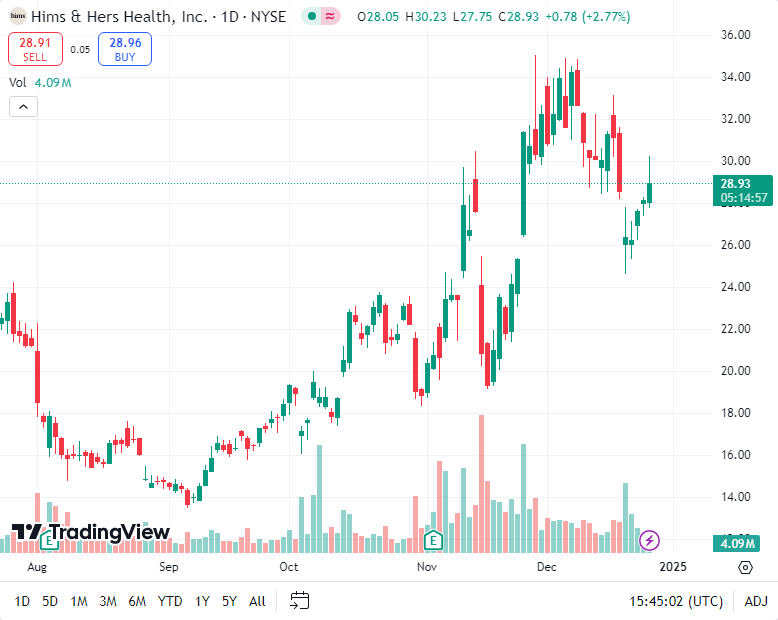 hims Hims & Hers Health, Inc. · 1D · NYSE O28.05 H30.23 L27.75 C28.93 +0.78 (+2.77%)
28.91 SELL 0.05 28.96 BUY
Vol 4.09M
36.00
34.00
32.00
30.00
28.93
05:14:57
26.00
24.00
22.00
20.00
18.00
16.00
14.00
4.09M
TradingView
E E
Aug Sep Oct Nov Dec 2025
1D 5D 1M 3M 6M YTD 1Y 5Y All 15:45:02 (UTC) ADJ